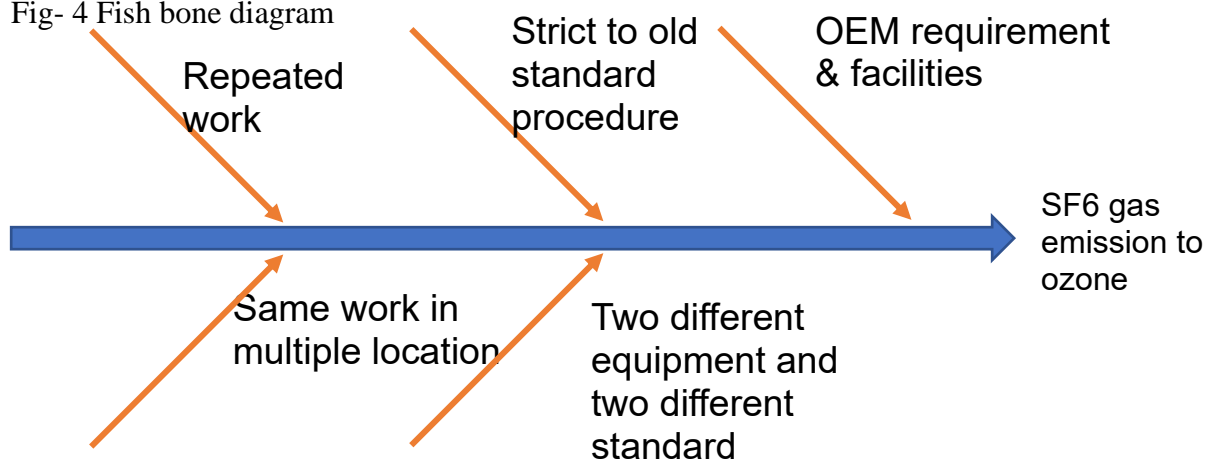 Fig- 4 Fish bone diagram
Repeated
work
Strict to old
standard
procedure
OEM requirement
& facilities
SF6 gas
emission to
ozone
Same work in
multiple location
Two different
equipment and
two different
standard